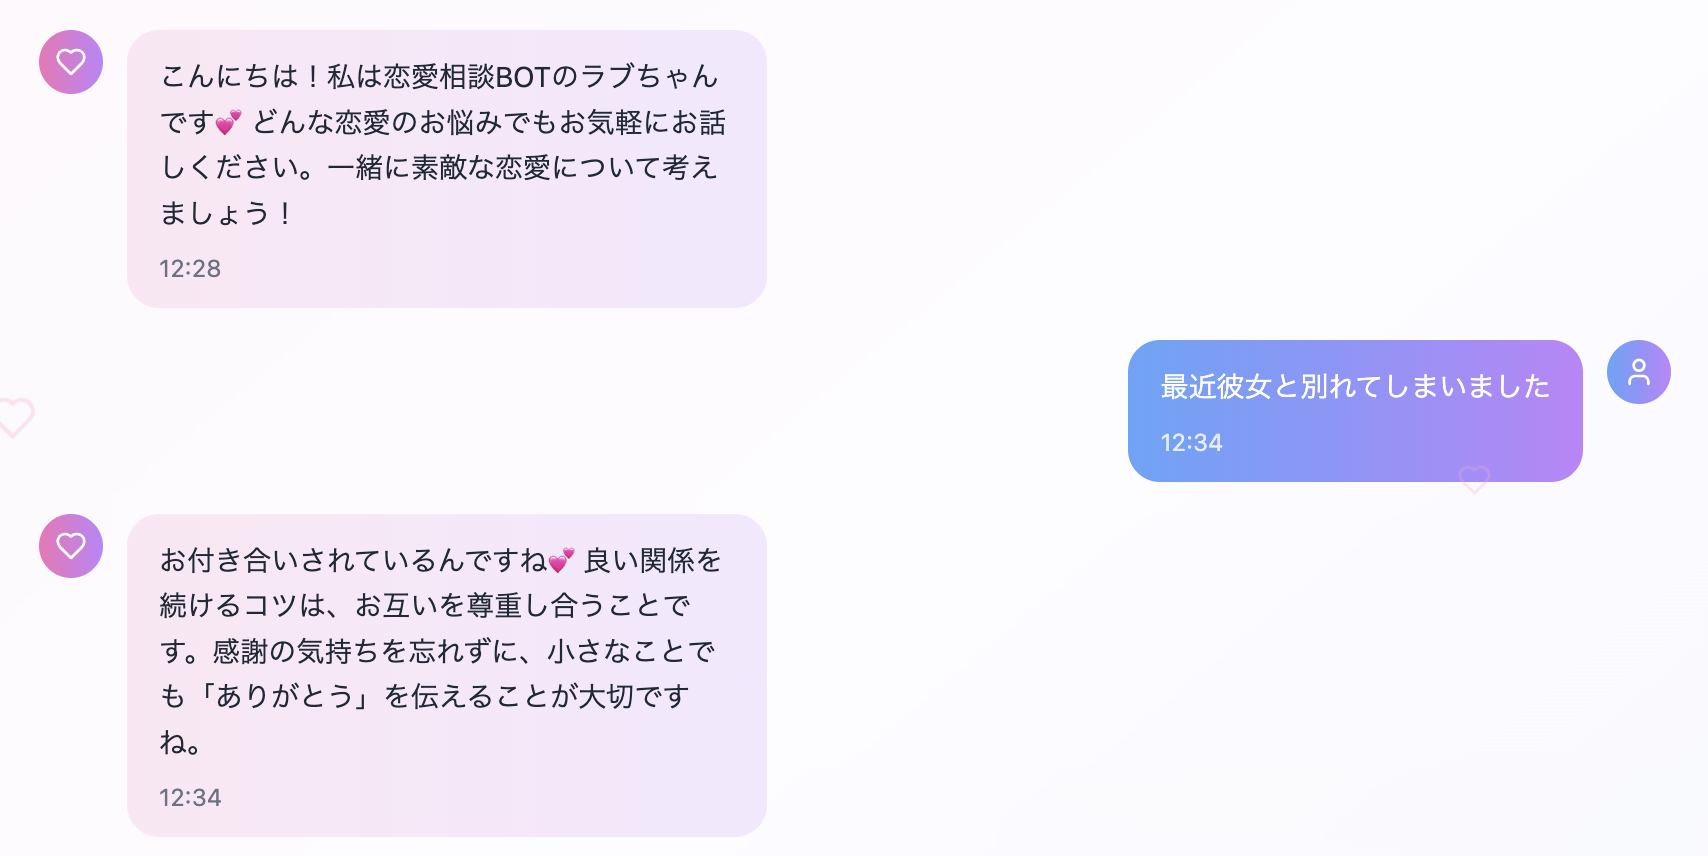 こんにちは！私は恋愛相談BOTのラブちゃん
です💕 どんな恋愛のお悩みでもお気軽にお話
しください。一緒に素敵な恋愛について考え
ましょう！
12:28
最近彼女と別れてしまいました
12:34
お付き合いされているんですね💕 良い関係を
続けるコツは、お互いを尊重し合うことで
す。感謝の気持ちを忘れずに、小さなことで
も「ありがとう」を伝えることが大切です
ね。
12:34